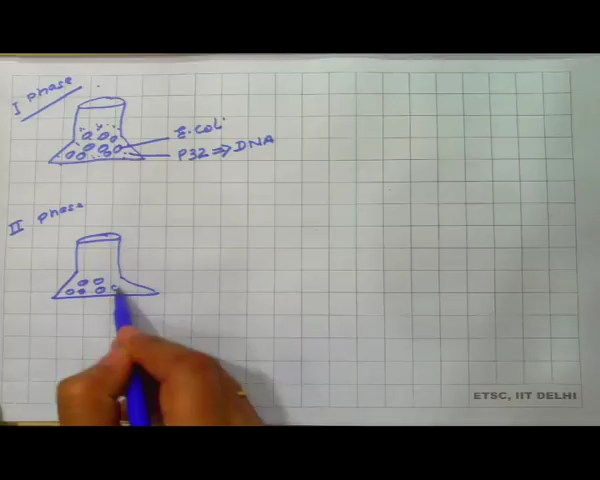 I phase
E.coli
P32 ⇒ DNA
II phase
ETSC, IIT DELHI